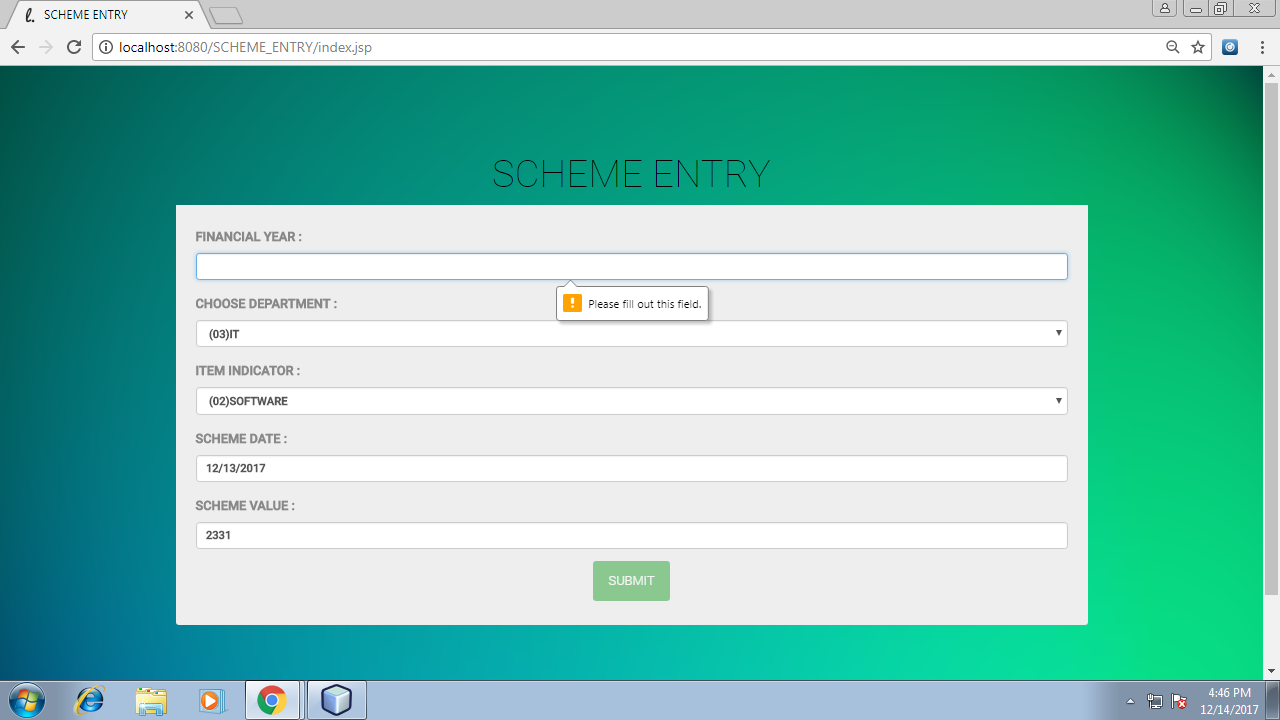 SCHEME ENTRY
localhost:8080/SCHEME_ENTRY/index.jsp
SCHEME ENTRY
FINANCIAL YEAR :
Please fill out this field.
CHOOSE DEPARTMENT :
(03)IT
ITEM INDICATOR :
(02)SOFTWARE
SCHEME DATE :
12/13/2017
SCHEME VALUE :
2331
SUBMIT
4:46 PM
12/14/2017